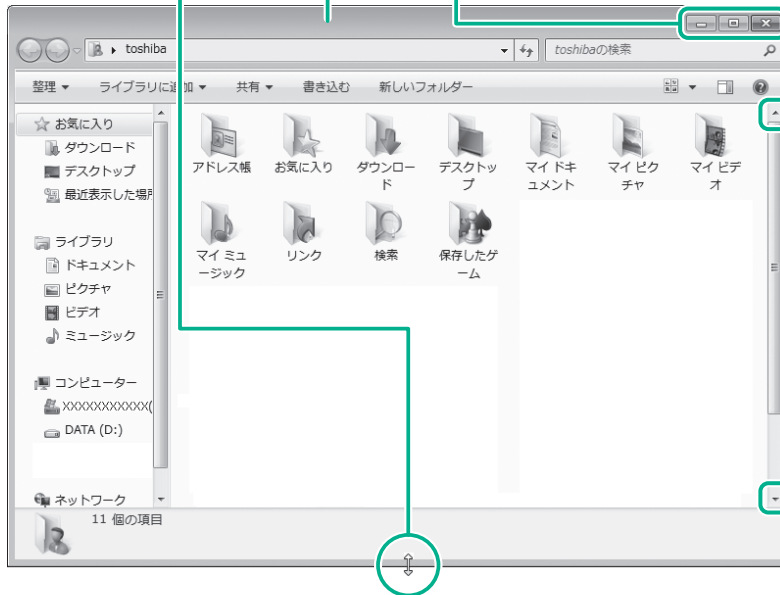 toshiba
toshibaの検索
整理 ライブラリに追加 共有 書き込む 新しいフォルダー
お気に入り
ダウンロード
デスクトップ
最近表示した場所
ライブラリ
ドキュメント
ピクチャ
ビデオ
ミュージック
コンピューター
XXXXXXXXXXX(
DATA (D:)
ネットワーク
アドレス帳 お気に入り ダウンロー デスクトッ マイ ドキ マイ ピク マイ ビデ
ド プ ュメント チャ オ
マイ ミュ リンク 検索 保存したゲ
ージック ーム
11 個の項目